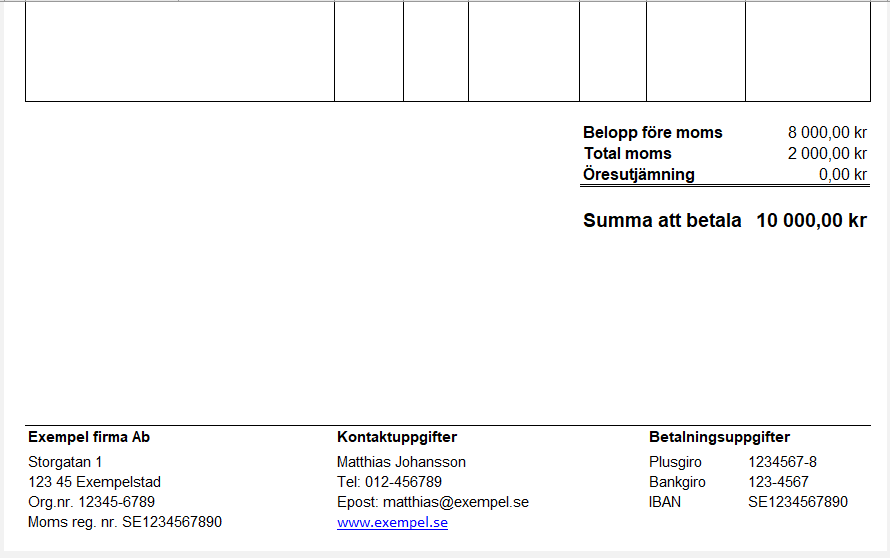 Belopp före moms 8 000,00 kr
Total moms 2 000,00 kr
Öresutjämning 0,00 kr
Summa att betala 10 000,00 kr
Exempel firma Ab
Storgatan 1
123 45 Exempelstad
Org.nr. 12345-6789
Moms reg. nr. SE1234567890
Kontaktuppgifter
Matthias Johansson
Tel: 012-456789
Epost: matthias@exempel.se
www.exempel.se
Betalningsuppgifter
Plusgiro 1234567-8
Bankgiro 123-4567
IBAN SE1234567890